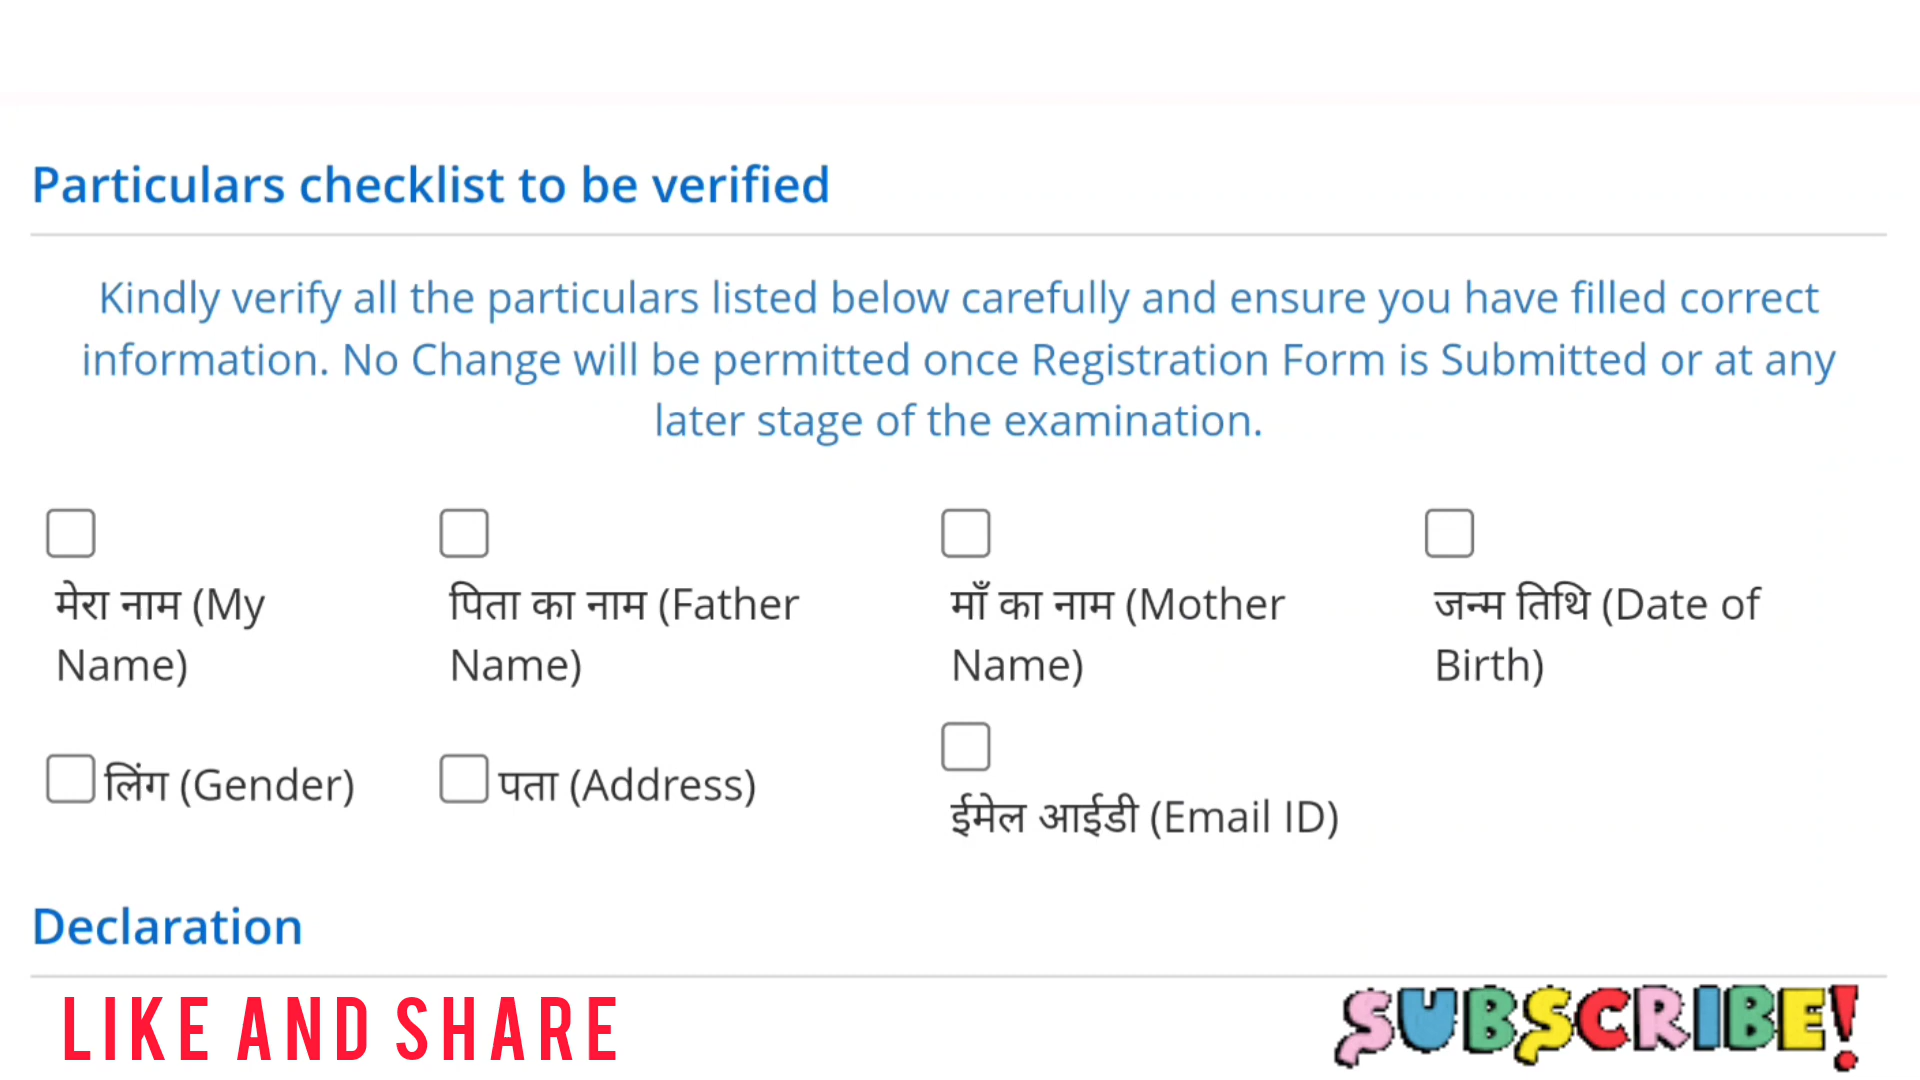 Particulars checklist to be verified
Kindly verify all the particulars listed below carefully and ensure you have filled correct
information. No Change will be permitted once Registration Form is Submitted or at any
later stage of the examination.
मेरा नाम (My
Name)
पिता का नाम (Father
Name)
माँ का नाम (Mother
Name)
जन्म तिथि (Date of
Birth)
लिंग (Gender)
पता (Address)
ईमेल आईडी (Email ID)
Declaration
LIKE AND SHARE
SUBSCRIBE!